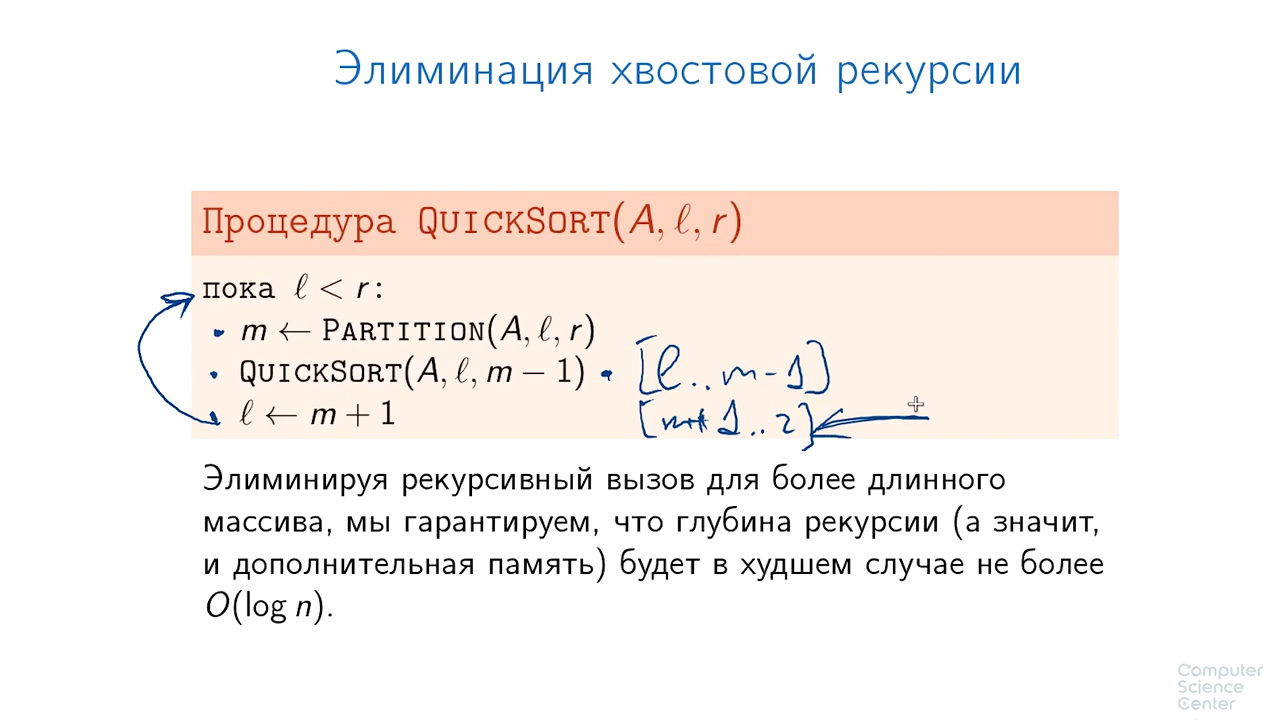 Элиминация хвостовой рекурсии
Процедура QUICKSORT(A, ℓ, r)
пока ℓ < r:
m ← PARTITION(A, ℓ, r)
QUICKSORT(A, ℓ, m − 1) • [ℓ..m-1]
ℓ ← m + 1 [m+1..r]
Элиминируя рекурсивный вызов для более длинного
массива, мы гарантируем, что глубина рекурсии (а значит,
и дополнительная память) будет в худшем случае не более
O(log n).
Computer
Science
Center